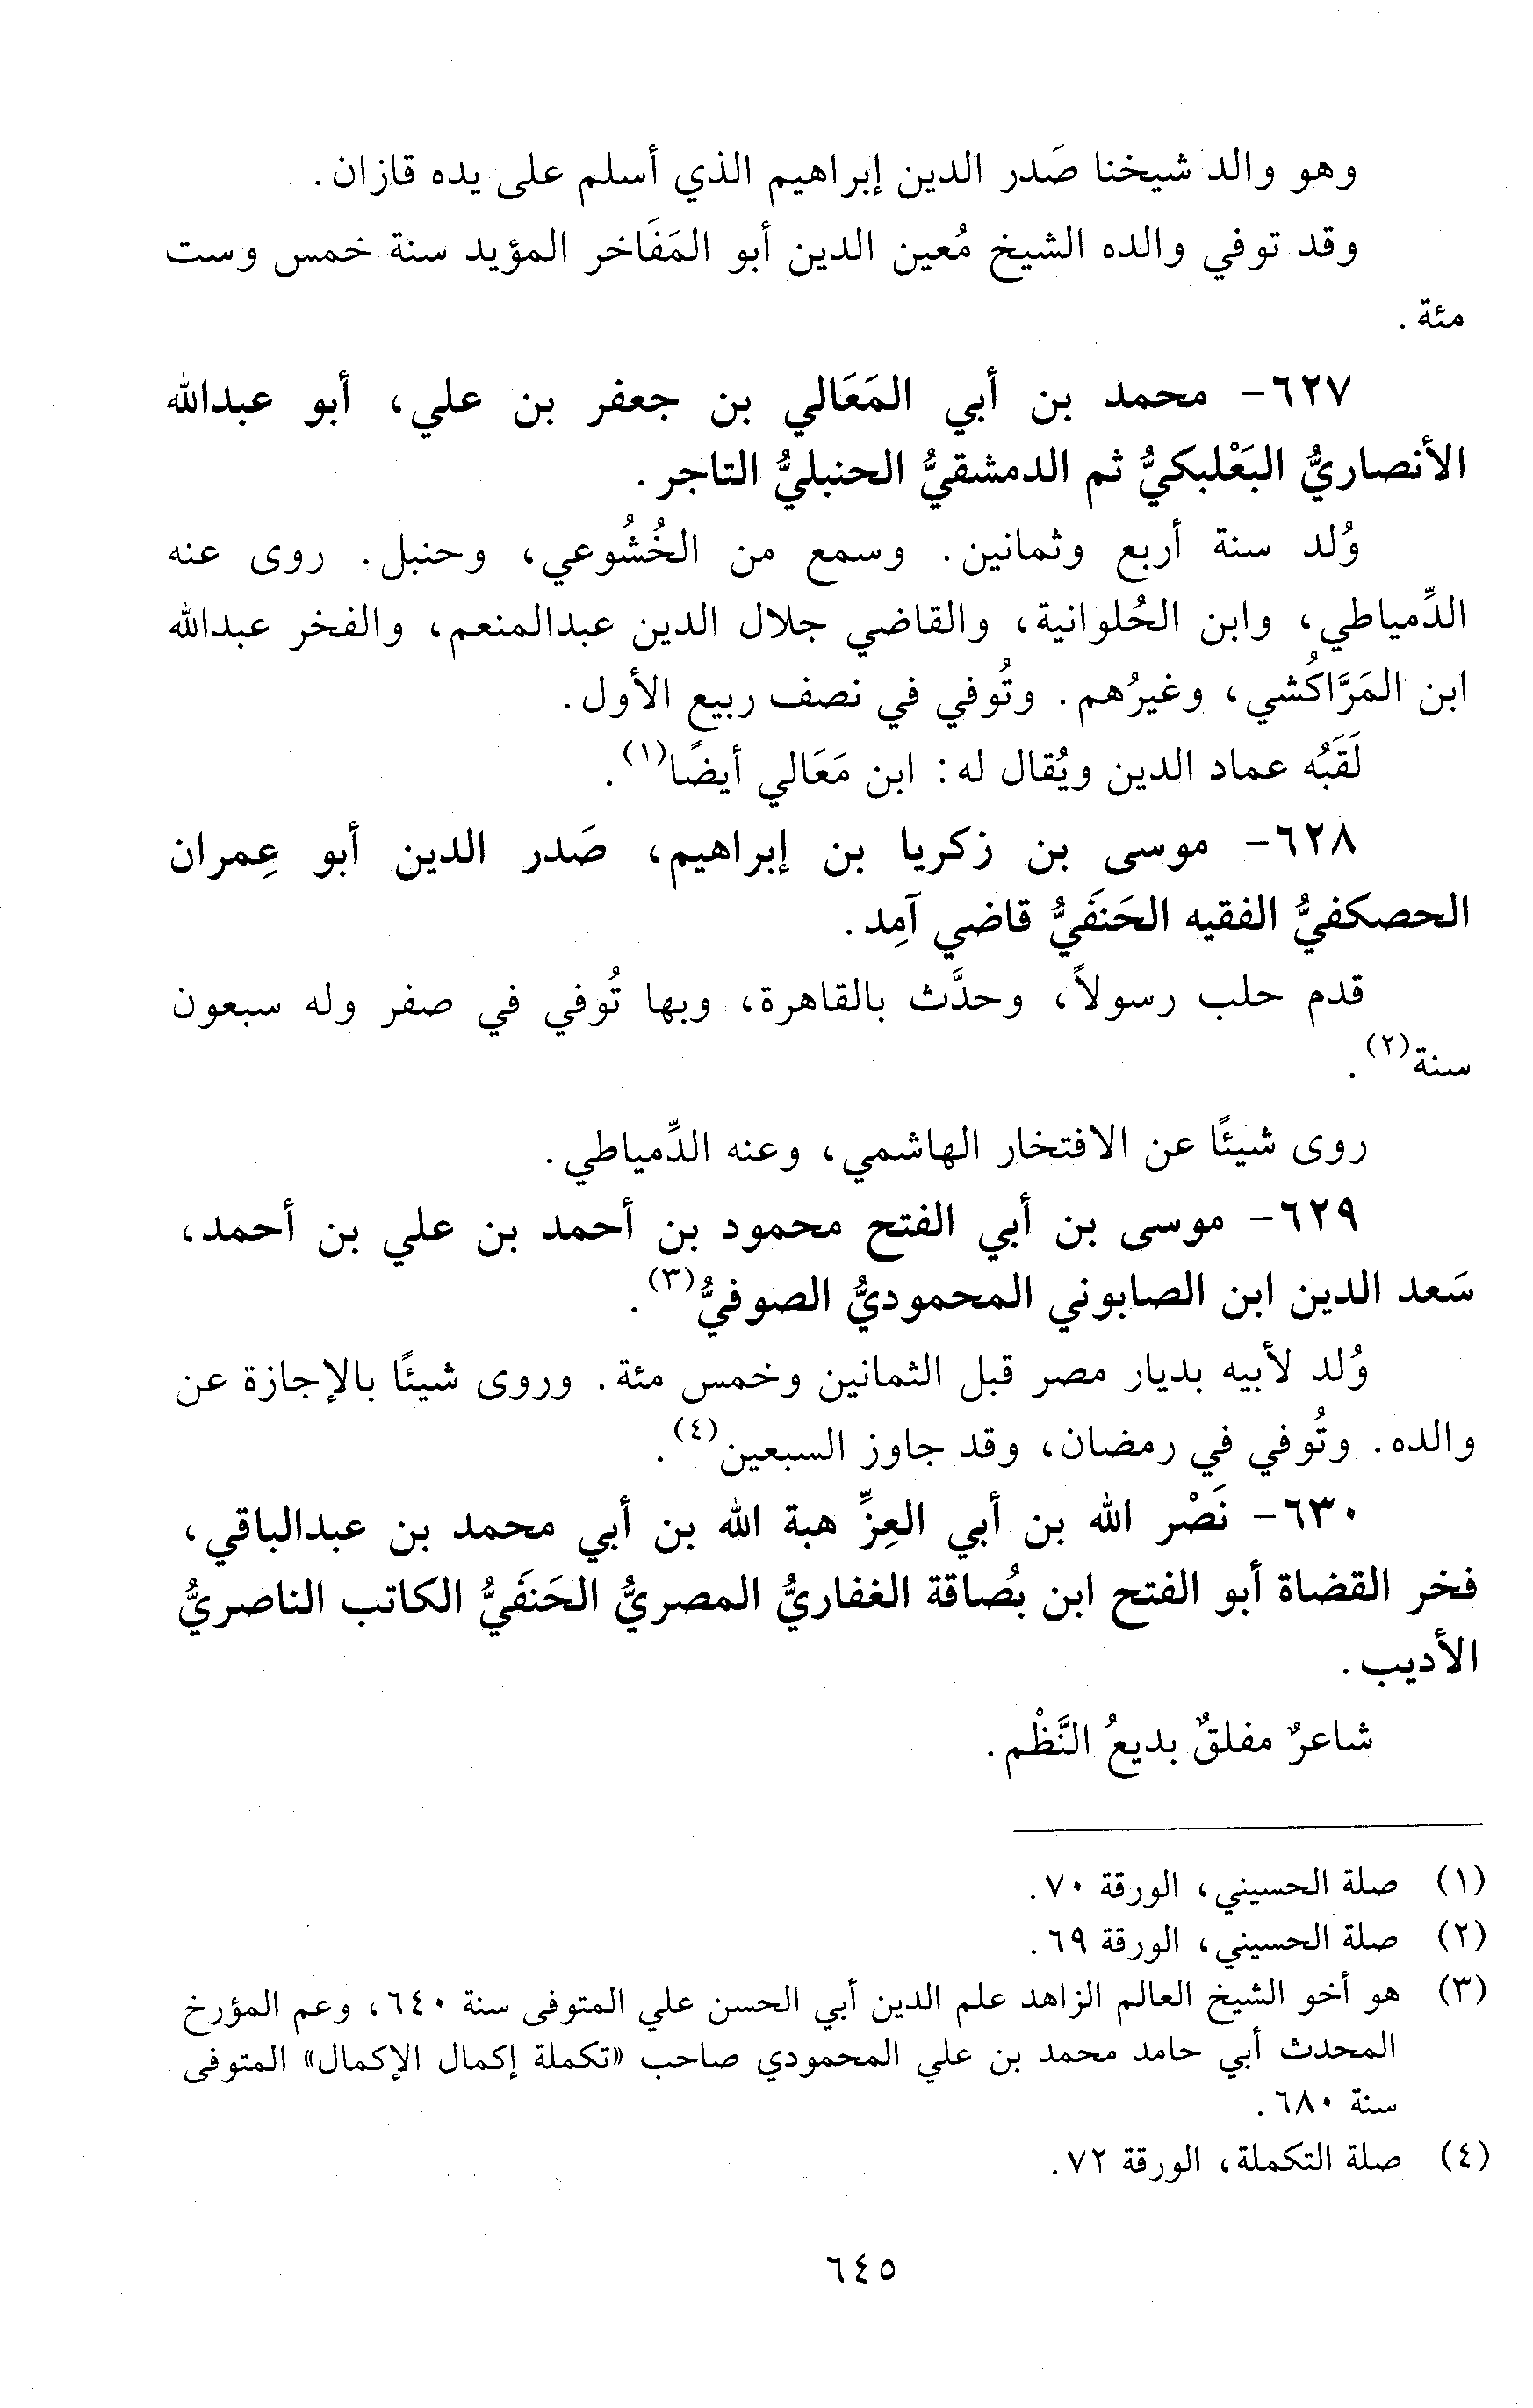 وهو والد شيخنا صَدر الدين إبراهيم الذي أسلم على يده قازان.
وقد توفي والده الشيخ مُعين الدين أبو المَفَاخر المؤيد سنة خمس وست
مئة.
٦٢٧- محمد بن أبي المَعَالي بن جعفر بن علي، أبو عبدالله
الأنصاريُّ البَعْلبكيُّ ثم الدمشقيُّ الحنبليُّ التاجر.
وُلد سنة أربع وثمانين. وسمع من الخُشُوعي، وحنبل. روى عنه
الدِّمياطي، وابن الحُلوانية، والقاضي جلال الدين عبدالمنعم، والفخر عبدالله
ابن المَرَّاكُشي، وغيرُهم. وتُوفي في نصف ربيع الأول.
لَقَبُه عماد الدين ويُقال له: ابن مَعَالي أيضًا(١).
٦٢٨- موسى بن زكريا بن إبراهيم، صَدر الدين أبو عِمران
الحصكفيُّ الفقيه الحَنفَيُّ قاضي آمِد.
قدم حلب رسولاً، وحدَّث بالقاهرة، وبها تُوفي في صفر وله سبعون
سنة(٢).
روى شيئًا عن الافتخار الهاشمي، وعنه الدِّمياطي.
٦٢٩- موسى بن أبي الفتح محمود بن أحمد بن علي بن أحمد،
سَعد الدين ابن الصابوني المحموديُّ الصوفيُّ(٣).
وُلد لأبيه بديار مصر قبل الثمانين وخمس مئة. وروى شيئًا بالإجازة عن
والده. وتُوفي في رمضان، وقد جاوز السبعين(٤).
٦٣٠- نَصْر الله بن أبي العِزِّ هبة الله بن أبي محمد بن عبدالباقي،
فخر القضاة أبو الفتح ابن بُصاقة الغفاريُّ المصريُّ الحَنفَيُّ الكاتب الناصريُّ
الأديب.
شاعرٌ مفلقٌ بديعُ النَّظْم.
(١) صلة الحسيني، الورقة ٧٠.
(٢) صلة الحسيني، الورقة ٦٩.
(٣) هو أخو الشيخ العالم الزاهد علم الدين أبي الحسن علي المتوفى سنة ٦٤٠، وعم المؤرخ
المحدث أبي حامد محمد بن علي المحمودي صاحب «تكملة إكمال الإكمال» المتوفى
سنة ٦٨٠.
(٤) صلة التكملة، الورقة ٧٢.
٦٤٥